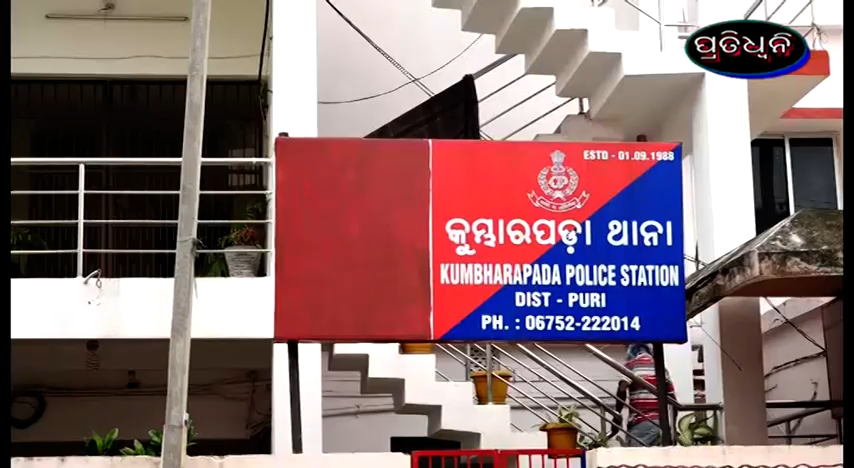 ପ୍ରତିଧ୍ୱନି
ESTD - 01.09.1988
କୁମ୍ଭାରପଡ଼ା ଥାନା
KUMBHARAPADA POLICE STATION
DIST - PURI
PH. : 06752-222014